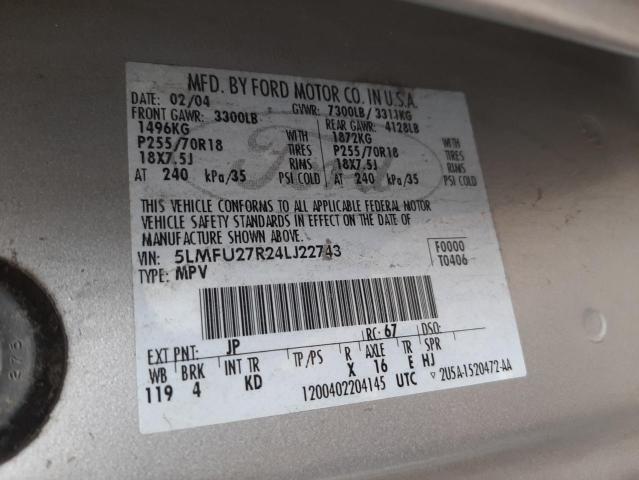 MFD. BY FORD MOTOR CO. IN U.S.A.
DATE: 02/04 GVWR: 7300LB/3311KG
FRONT GAWR: 3300LB REAR GAWR: 4128LB
1496KG WITH 1872KG WITH
P255/70R18 TIRES P255/70R18 TIRES
18X7.5J RIMS 18X7.5J RIMS
AT 240 kPa/35 PSI COLD AT 240 kPa/35 PSI COLD
Ford
THIS VEHICLE CONFORMS TO ALL APPLICABLE FEDERAL MOTOR
VEHICLE SAFETY STANDARDS IN EFFECT ON THE DATE OF
MANUFACTURE SHOWN ABOVE.
VIN: 5LMFU27R24LJ22743 F0000
TYPE: MPV T0406
EXT PNT: JP RC: 67 DSO:
WB BRK INT TR TP/PS R AXLE TR SPR
119 4 KD X 16 E HJ
1200402204145 UTC ▽ 2U5A-1520472-AA